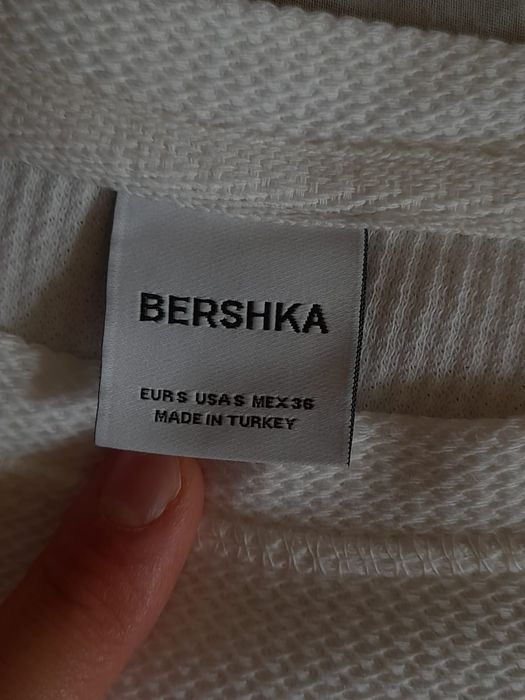 BERSHKA
EUR S USA S MEX 36
MADE IN TURKEY